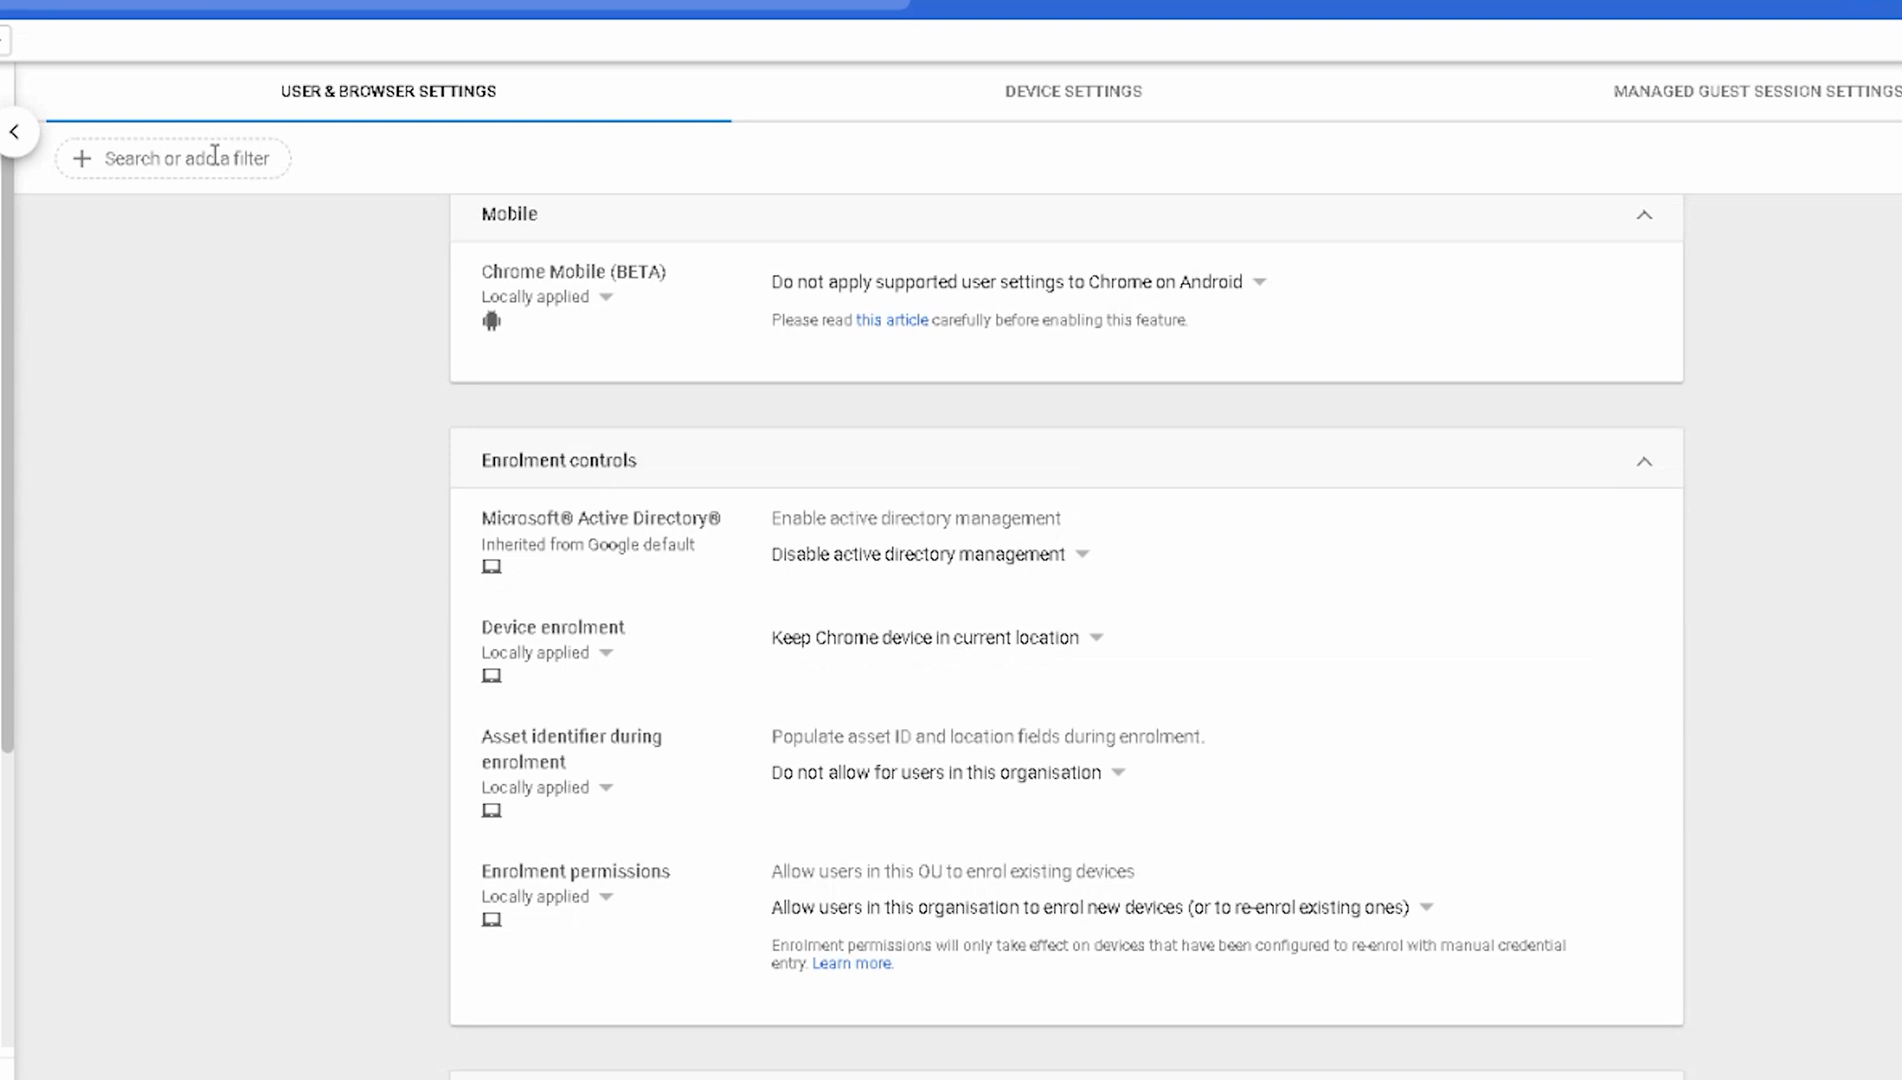 USER & BROWSER SETTINGS
DEVICE SETTINGS
MANAGED GUEST SESSION SETTINGS
Search or add a filter
Mobile
Chrome Mobile (BETA)
Locally applied
Do not apply supported user settings to Chrome on Android
Please read this article carefully before enabling this feature.
Enrolment controls
Microsoft® Active Directory®
Inherited from Google default
Enable active directory management
Disable active directory management
Device enrolment
Locally applied
Keep Chrome device in current location
Asset identifier during
enrolment
Locally applied
Populate asset ID and location fields during enrolment.
Do not allow for users in this organisation
Enrolment permissions
Locally applied
Allow users in this OU to enrol existing devices
Allow users in this organisation to enrol new devices (or to re-enrol existing ones)
Enrolment permissions will only take effect on devices that have been configured to re-enrol with manual credential
entry. Learn more.